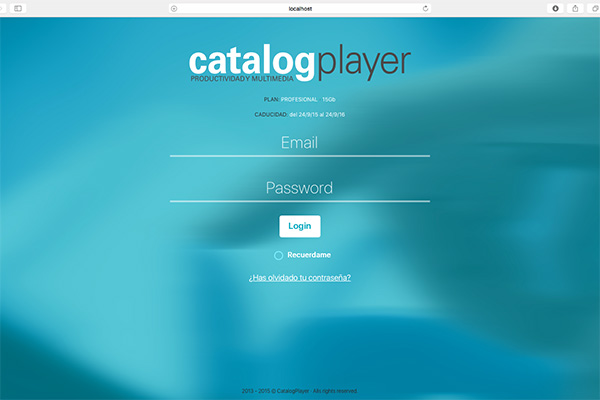 localhost
catalogplayer
PRODUCTIVIDAD Y MULTIMEDIA
PLAN: PROFESIONAL 15Gb
CADUCIDAD: del 24/9/15 al 24/9/16
Email
Password
Login
Recuerdame
¿Has olvidado tu contraseña?
2013 - 2015 © CatalogPlayer · All rights reserved